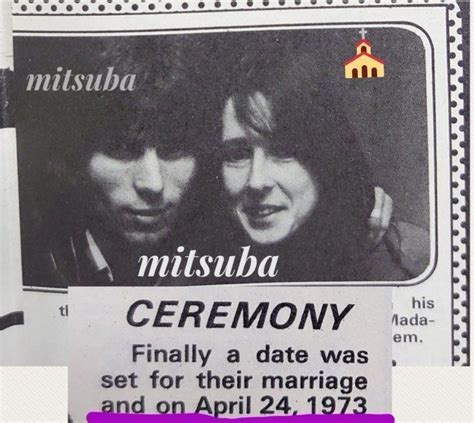 mitsuba
mitsuba
his
Mada-
em.
CEREMONY
Finally a date was
set for their marriage
and on April 24, 1973